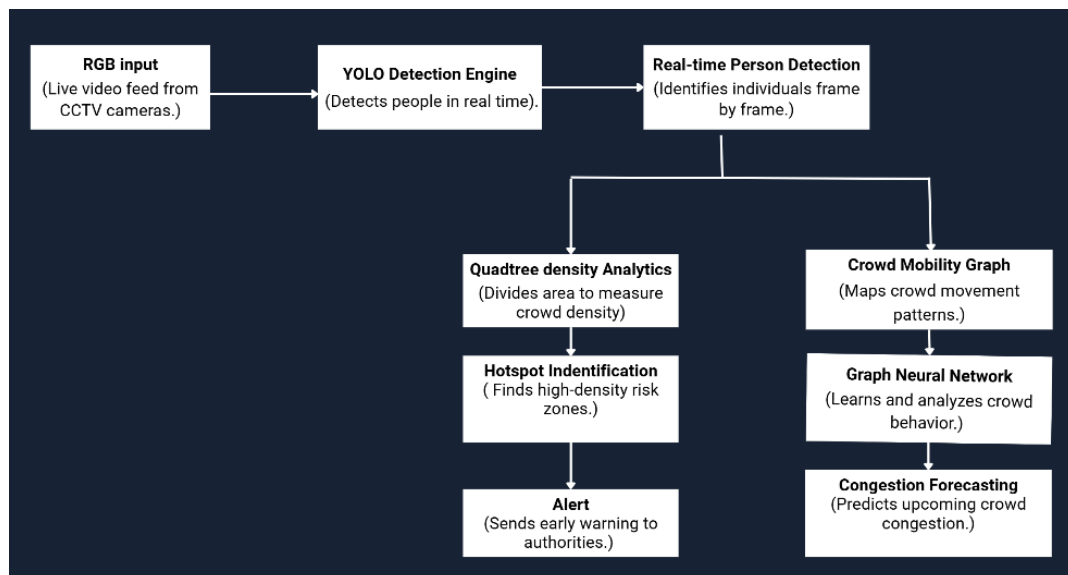 RGB input
(Live video feed from
CCTV cameras.)
YOLO Detection Engine
(Detects people in real time).
Real-time Person Detection
(Identifies individuals frame
by frame.)
Quadtree density Analytics
(Divides area to measure
crowd density)
Hotspot Indentification
( Finds high-density risk
zones.)
Alert
(Sends early warning to
authorities.)
Crowd Mobility Graph
(Maps crowd movement
patterns.)
Graph Neural Network
(Learns and analyzes crowd
behavior.)
Congestion Forecasting
(Predicts upcoming crowd
congestion.)